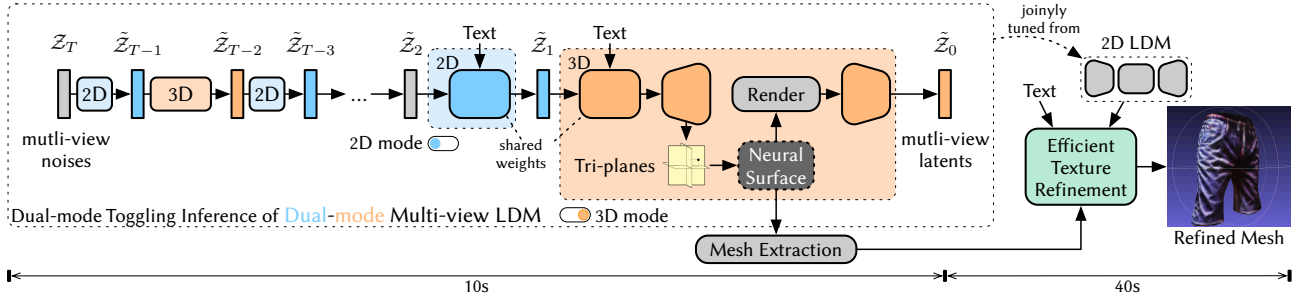 𝒵_T
𝒵̃_{T−1}
𝒵̃_{T−2}
𝒵̃_{T−3}
𝒵̃_2
𝒵̃_1
𝒵̃_0
2D
3D
2D
...
mutli-view
noises
Text
2D
2D mode
shared
weights
Text
3D
Tri-planes
Render
Neural
Surface
mutli-view
latents
Dual-mode Toggling Inference of Dual-mode Multi-view LDM
3D mode
Mesh Extraction
joinyly
tuned from
2D LDM
Text
Efficient
Texture
Refinement
Refined Mesh
10s
40s